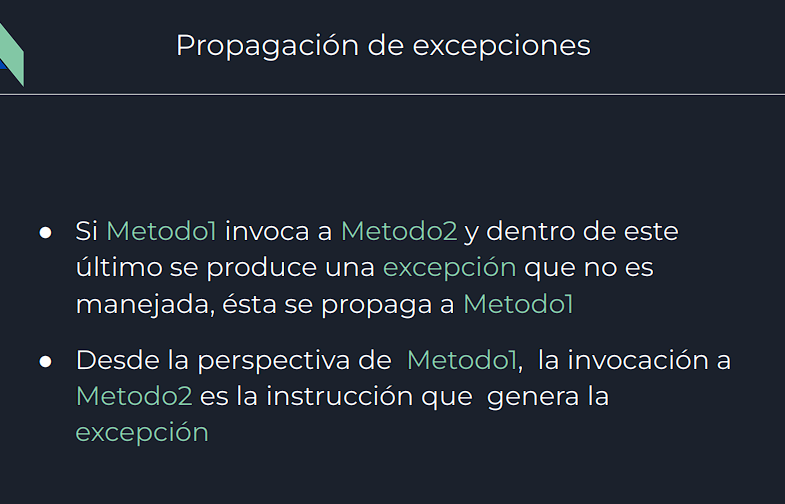 Propagación de excepciones
● Si Metodo1 invoca a Metodo2 y dentro de este
último se produce una excepción que no es
manejada, ésta se propaga a Metodo1
● Desde la perspectiva de Metodo1, la invocación a
Metodo2 es la instrucción que genera la
excepción